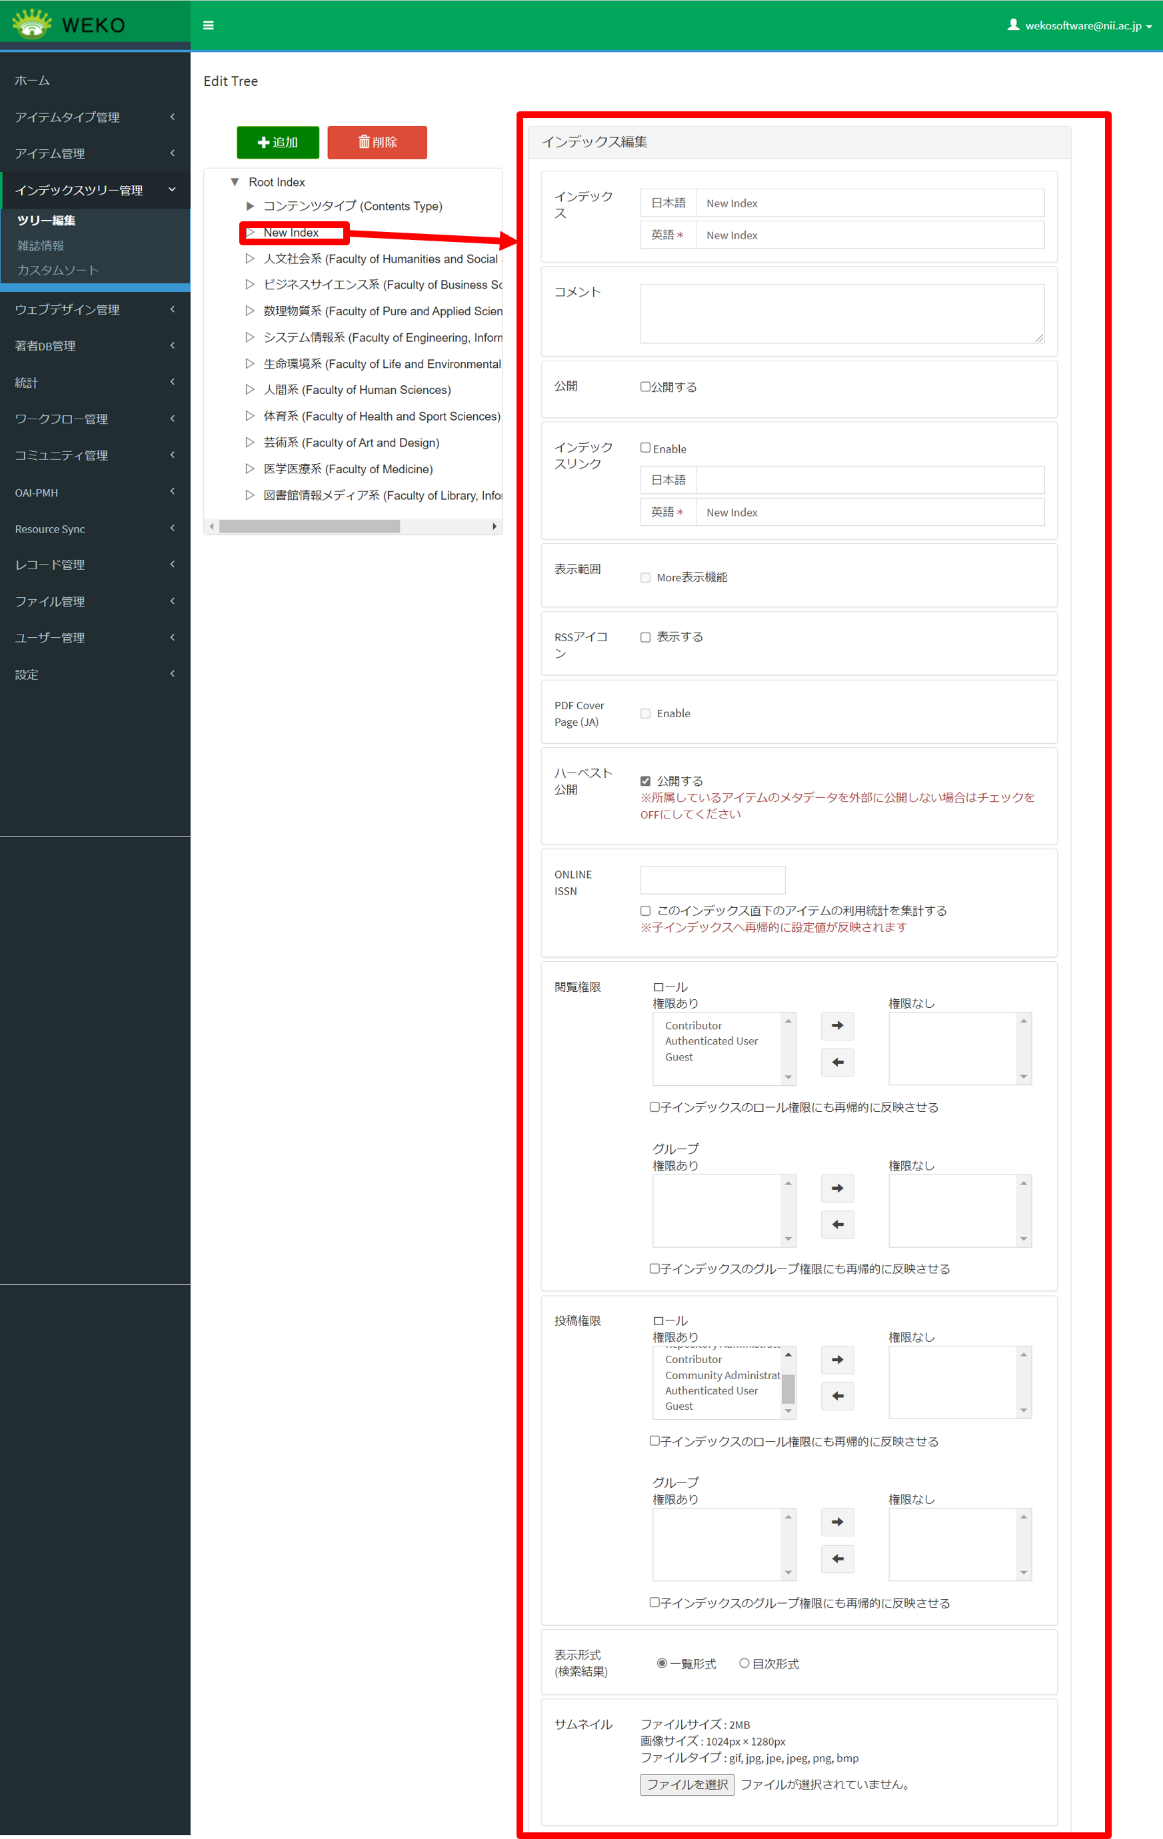 WEKO
wekosoftware@nii.ac.jp
ホーム
アイテムタイプ管理
アイテム管理
インデックスツリー管理
ツリー編集
雑誌情報
カスタムソート
ウェブデザイン管理
著者DB管理
統計
ワークフロー管理
コミュニティ管理
OAI-PMH
Resource Sync
レコード管理
ファイル管理
ユーザー管理
設定
Edit Tree
追加
削除
Root Index
コンテンツタイプ (Contents Type)
New Index
人文社会系 (Faculty of Humanities and Social
ビジネスサイエンス系 (Faculty of Business Sc
数理物質系 (Faculty of Pure and Applied Scien
システム情報系 (Faculty of Engineering, Inforn
生命環境系 (Faculty of Life and Environmental
人間系 (Faculty of Human Sciences)
体育系 (Faculty of Health and Sport Sciences)
芸術系 (Faculty of Art and Design)
医学医療系 (Faculty of Medicine)
図書館情報メディア系 (Faculty of Library, Info
インデックス編集
インデック
ス
日本語 New Index
英語 * New Index
コメント
公開
公開する
インデック
スリンク
Enable
日本語
英語 * New Index
表示範囲
More表示機能
RSSアイコ
ン
表示する
PDF Cover
Page (JA)
Enable
ハーベスト
公開
公開する
※所属しているアイテムのメタデータを外部に公開しない場合はチェックを
OFFにしてください
ONLINE
ISSN
このインデックス直下のアイテムの利用統計を集計する
※子インデックスへ再帰的に設定値が反映されます
閲覧権限
ロール
権限あり 権限なし
Contributor
Authenticated User
Guest
子インデックスのロール権限にも再帰的に反映させる
グループ
権限あり 権限なし
子インデックスのグループ権限にも再帰的に反映させる
投稿権限
ロール
権限あり 権限なし
Contributor
Community Administrat
Authenticated User
Guest
子インデックスのロール権限にも再帰的に反映させる
グループ
権限あり 権限なし
子インデックスのグループ権限にも再帰的に反映させる
表示形式
(検索結果)
一覧形式 目次形式
サムネイル
ファイルサイズ : 2MB
画像サイズ : 1024px × 1280px
ファイルタイプ : gif, jpg, jpe, jpeg, png, bmp
ファイルを選択 ファイルが選択されていません。